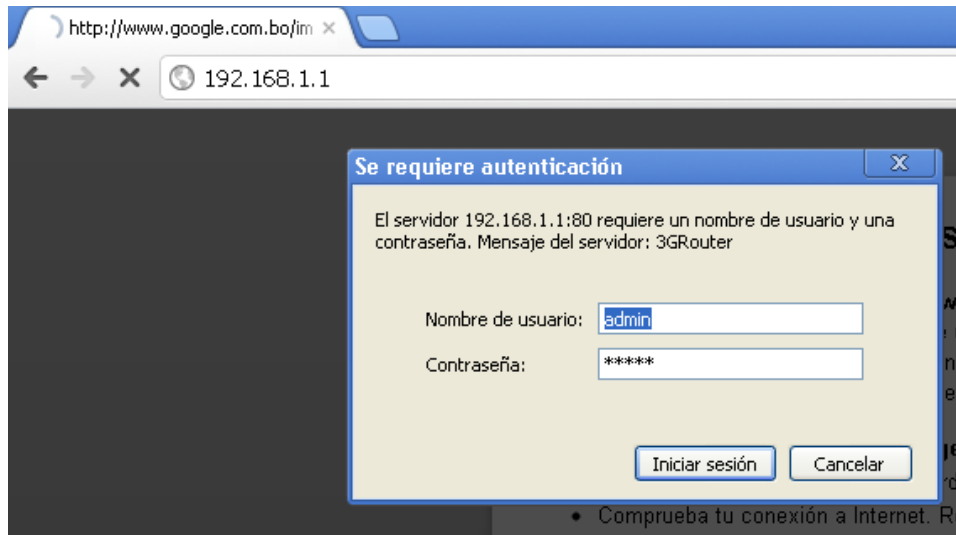 http://www.google.com.bo/im
192.168.1.1
Se requiere autenticación
El servidor 192.168.1.1:80 requiere un nombre de usuario y una
contraseña. Mensaje del servidor: 3GRouter
Nombre de usuario: admin
Contraseña: *****
Iniciar sesión Cancelar
• Comprueba tu conexión a Internet. R